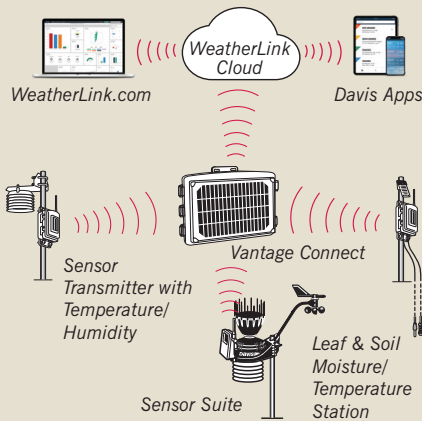 WeatherLink
Cloud
WeatherLink.com
Davis Apps
Vantage Connect
Sensor
Transmitter with
Temperature/
Humidity
DAVIS
Sensor Suite
Leaf & Soil
Moisture/
Temperature
Station